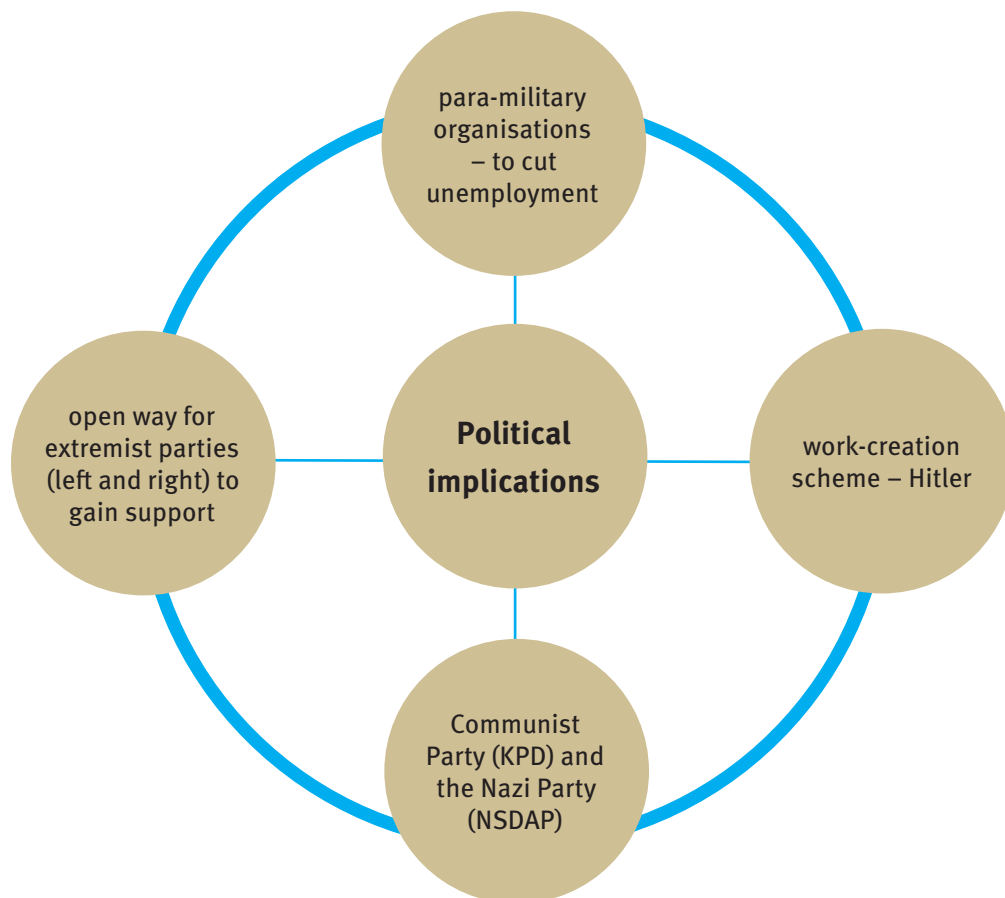 para-military
organisations
– to cut
unemployment
open way for
extremist parties
(left and right) to
gain support
Political
implications
work-creation
scheme – Hitler
Communist
Party (KPD) and
the Nazi Party
(NSDAP)